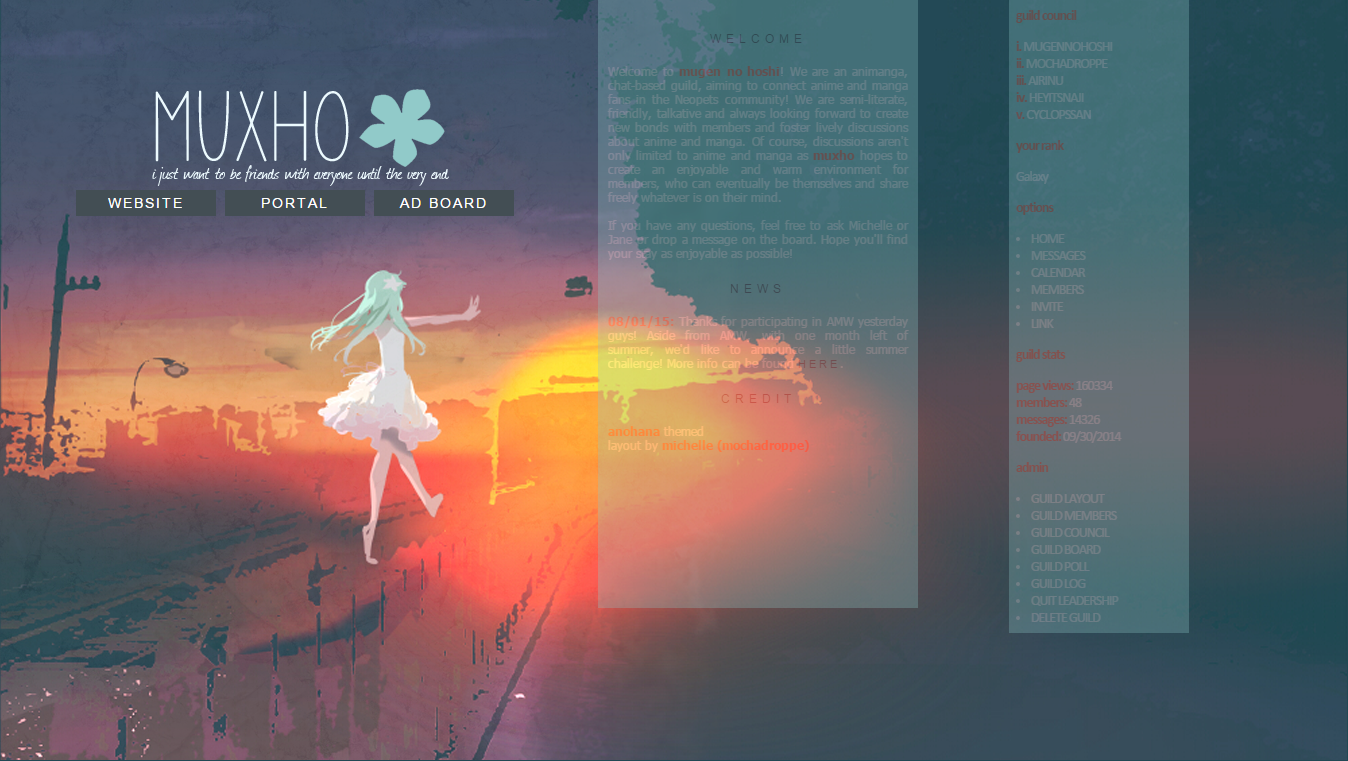 MUXHO
i just want to be friends with everyone until the very end
WEBSITE
PORTAL
AD BOARD
WELCOME
Welcome to mugen no hoshi! We are an animanga,
chat-based guild, aiming to connect anime and manga
fans in the Neopets community! We are semi-literate,
friendly, talkative and always looking forward to create
new bonds with members and foster lively discussions
about anime and manga. Of course, discussions aren't
only limited to anime and manga as muxho hopes to
create an enjoyable and warm environment for
members, who can eventually be themselves and share
freely whatever is on their mind.
If you have any questions, feel free to ask Michelle or
Jane or drop a message on the board. Hope you'll find
your stay as enjoyable as possible!
NEWS
08/01/15: Thanks for participating in AMW yesterday
guys! Aside from AMW, with one month left of
summer, we'd like to announce a little summer
challenge! More info can be found HERE.
CREDIT
anohana themed
layout by michelle (mochadroppe)
guild council
i. MUGENNOHOSHI
ii. MOCHADROPPE
iii. AIRINU
iv. HEYITSNAJI
v. CYCLOPSSAN
your rank
Galaxy
options
• HOME
• MESSAGES
• CALENDAR
• MEMBERS
• INVITE
• LINK
guild stats
page views: 160334
members: 48
messages: 14326
founded: 09/30/2014
admin
• GUILD LAYOUT
• GUILD MEMBERS
• GUILD COUNCIL
• GUILD BOARD
• GUILD POLL
• GUILD LOG
• QUIT LEADERSHIP
• DELETE GUILD